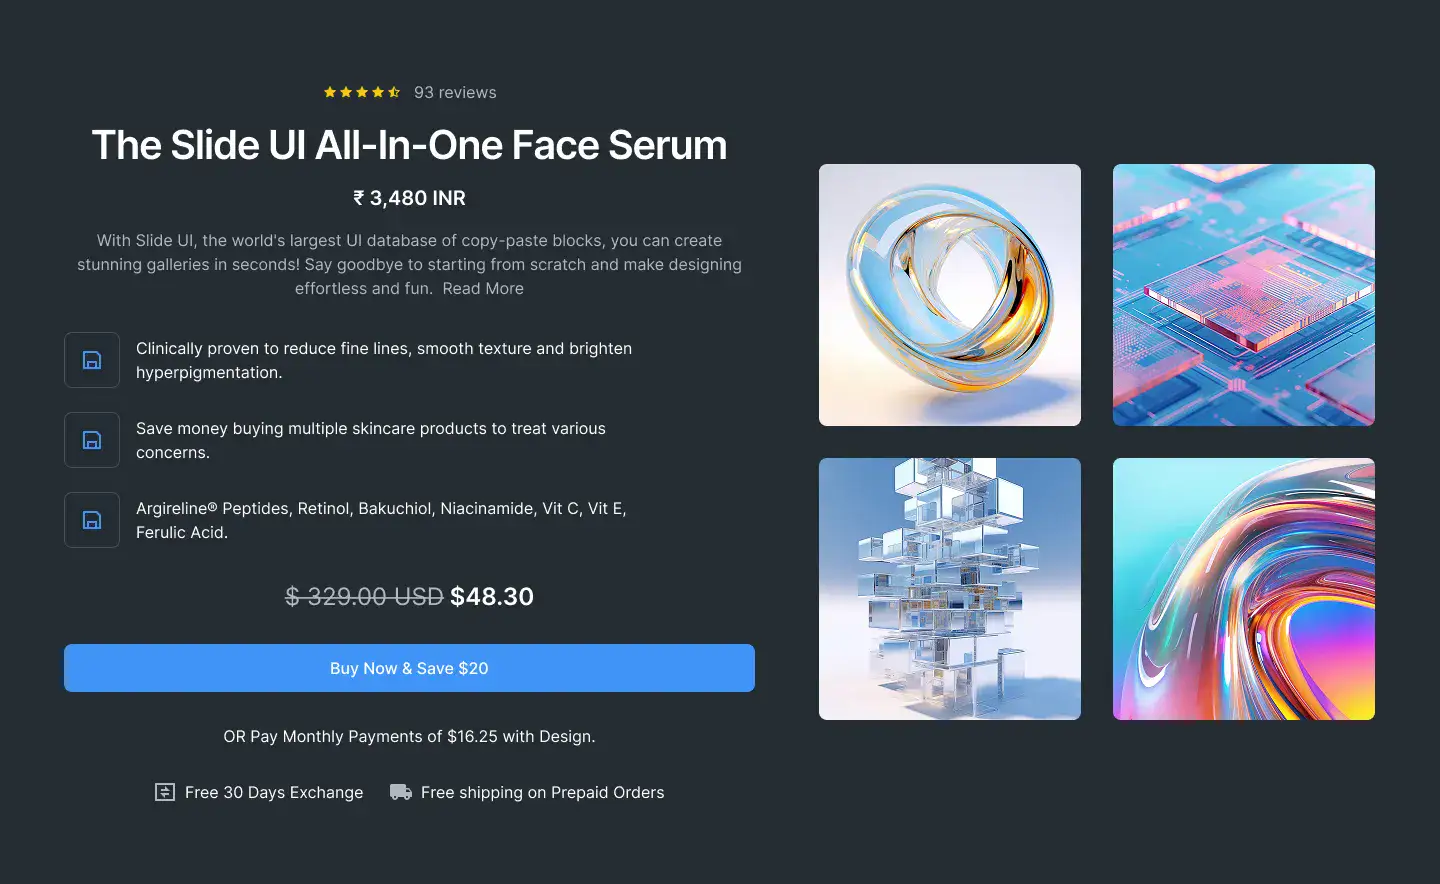 93 reviews
The Slide UI All-In-One Face Serum
₹ 3,480 INR
With Slide UI, the world's largest UI database of copy-paste blocks, you can create
stunning galleries in seconds! Say goodbye to starting from scratch and make designing
effortless and fun.  Read More
Clinically proven to reduce fine lines, smooth texture and brighten
hyperpigmentation.
Save money buying multiple skincare products to treat various
concerns.
Argireline® Peptides, Retinol, Bakuchiol, Niacinamide, Vit C, Vit E,
Ferulic Acid.
$ 329.00 USD $48.30
Buy Now & Save $20
OR Pay Monthly Payments of $16.25 with Design.
Free 30 Days Exchange
Free shipping on Prepaid Orders